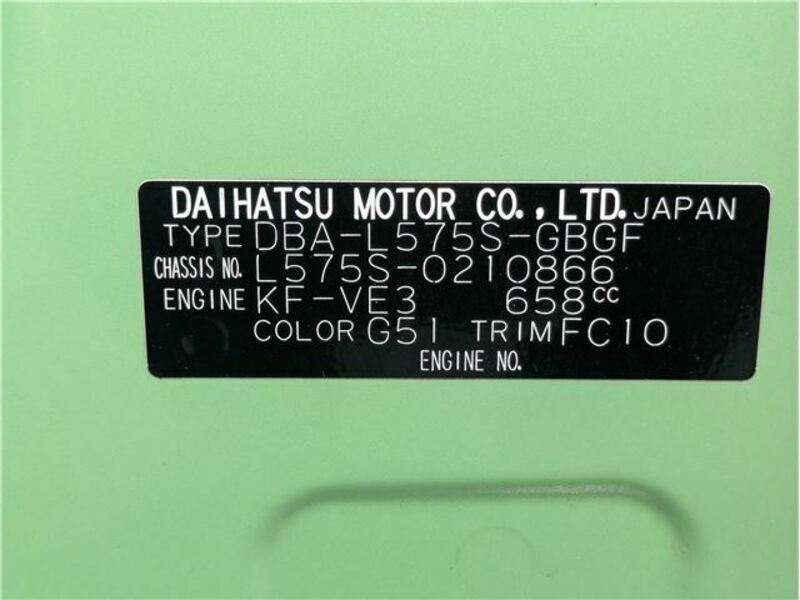 DAIHATSU MOTOR CO., LTD. JAPAN
TYPE DBA-L575S-GBGF
CHASSIS NO. L575S-0210866
ENGINE KF-VE3 658cc
COLOR G51 TRIM FC10
ENGINE NO.